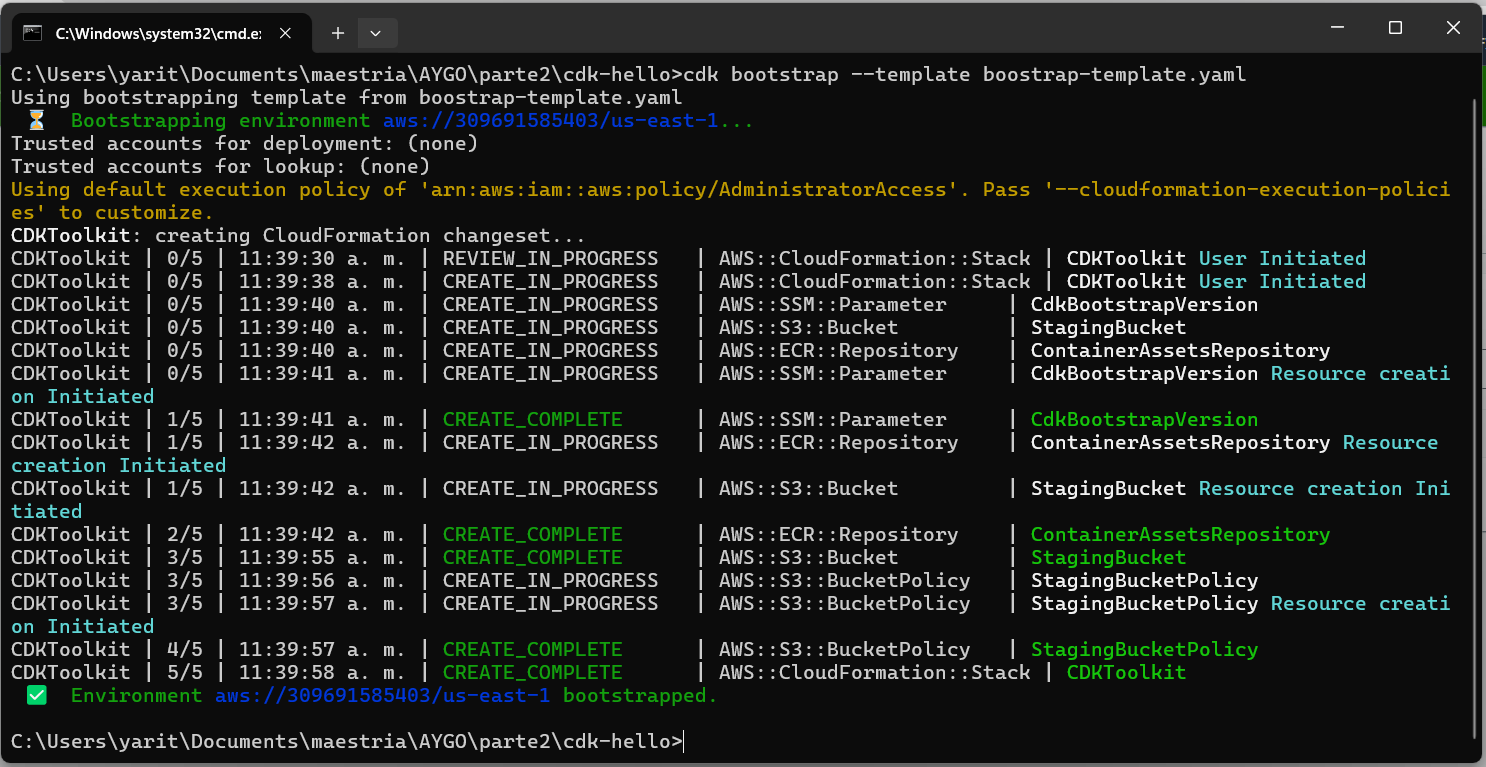 C:\Windows\system32\cmd.e
C:\Users\yarit\Documents\maestria\AYGO\parte2\cdk-hello>cdk bootstrap --template boostrap-template.yaml
Using bootstrapping template from boostrap-template.yaml
⏳ Bootstrapping environment aws://309691585403/us-east-1...
Trusted accounts for deployment: (none)
Trusted accounts for lookup: (none)
Using default execution policy of 'arn:aws:iam::aws:policy/AdministratorAccess'. Pass '--cloudformation-execution-polici
es' to customize.
CDKToolkit: creating CloudFormation changeset...
CDKToolkit | 0/5 | 11:39:30 a. m. | REVIEW_IN_PROGRESS   | AWS::CloudFormation::Stack | CDKToolkit User Initiated
CDKToolkit | 0/5 | 11:39:38 a. m. | CREATE_IN_PROGRESS   | AWS::CloudFormation::Stack | CDKToolkit User Initiated
CDKToolkit | 0/5 | 11:39:40 a. m. | CREATE_IN_PROGRESS   | AWS::SSM::Parameter     | CdkBootstrapVersion
CDKToolkit | 0/5 | 11:39:40 a. m. | CREATE_IN_PROGRESS   | AWS::S3::Bucket         | StagingBucket
CDKToolkit | 0/5 | 11:39:40 a. m. | CREATE_IN_PROGRESS   | AWS::ECR::Repository    | ContainerAssetsRepository
CDKToolkit | 0/5 | 11:39:41 a. m. | CREATE_IN_PROGRESS   | AWS::SSM::Parameter     | CdkBootstrapVersion Resource creati
on Initiated
CDKToolkit | 1/5 | 11:39:41 a. m. | CREATE_COMPLETE      | AWS::SSM::Parameter     | CdkBootstrapVersion
CDKToolkit | 1/5 | 11:39:42 a. m. | CREATE_IN_PROGRESS   | AWS::ECR::Repository    | ContainerAssetsRepository Resource
creation Initiated
CDKToolkit | 1/5 | 11:39:42 a. m. | CREATE_IN_PROGRESS   | AWS::S3::Bucket         | StagingBucket Resource creation Ini
tiated
CDKToolkit | 2/5 | 11:39:42 a. m. | CREATE_COMPLETE      | AWS::ECR::Repository    | ContainerAssetsRepository
CDKToolkit | 3/5 | 11:39:55 a. m. | CREATE_COMPLETE      | AWS::S3::Bucket         | StagingBucket
CDKToolkit | 3/5 | 11:39:56 a. m. | CREATE_IN_PROGRESS   | AWS::S3::BucketPolicy   | StagingBucketPolicy
CDKToolkit | 3/5 | 11:39:57 a. m. | CREATE_IN_PROGRESS   | AWS::S3::BucketPolicy   | StagingBucketPolicy Resource creati
on Initiated
CDKToolkit | 4/5 | 11:39:57 a. m. | CREATE_COMPLETE      | AWS::S3::BucketPolicy   | StagingBucketPolicy
CDKToolkit | 5/5 | 11:39:58 a. m. | CREATE_COMPLETE      | AWS::CloudFormation::Stack | CDKToolkit
✅ Environment aws://309691585403/us-east-1 bootstrapped.
C:\Users\yarit\Documents\maestria\AYGO\parte2\cdk-hello>